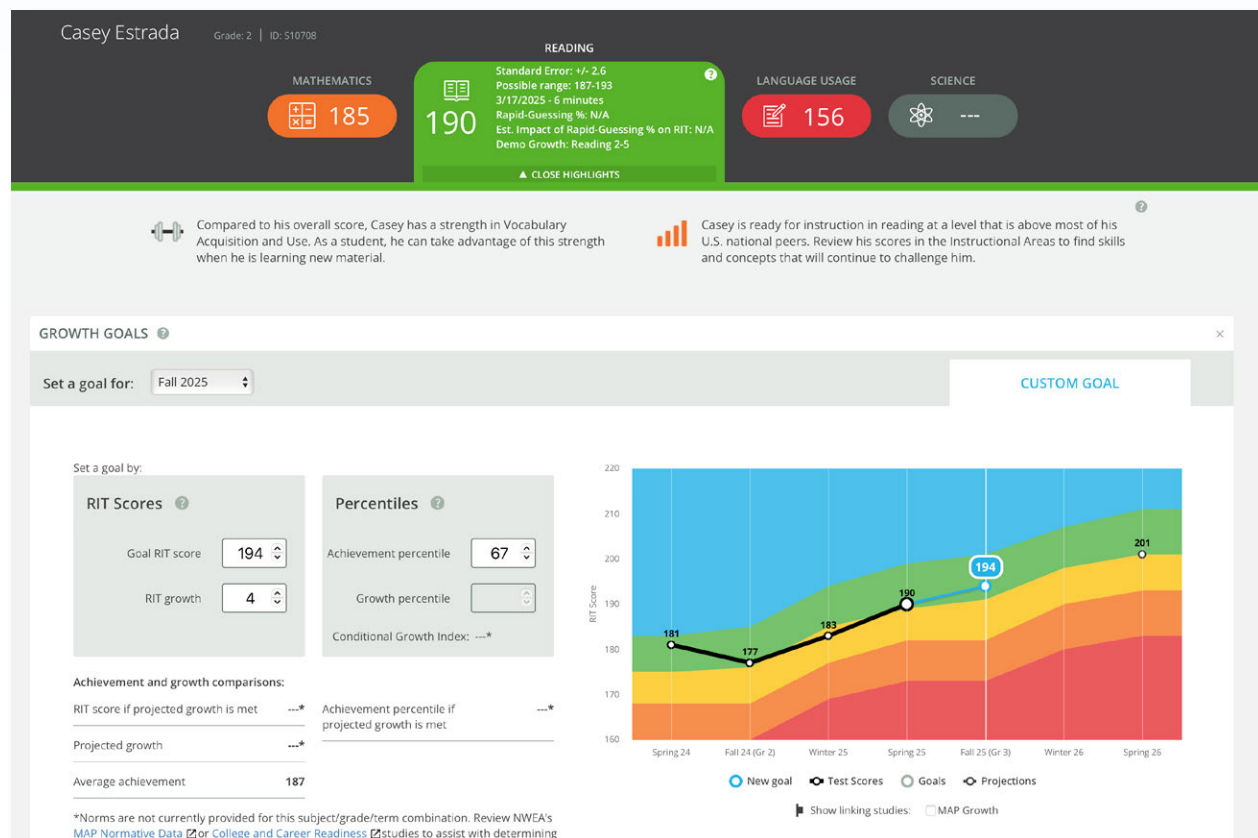 Casey Estrada
Grade: 2 | ID: S10708
MATHEMATICS
185
READING
190
Standard Error: +/- 2.6
Possible range: 187-193
3/17/2025 - 6 minutes
Rapid-Guessing %: N/A
Est. Impact of Rapid-Guessing % on RIT: N/A
Demo Growth: Reading 2-5
?
▲ CLOSE HIGHLIGHTS
LANGUAGE USAGE
156
SCIENCE
---
?
Compared to his overall score, Casey has a strength in Vocabulary
Acquisition and Use. As a student, he can take advantage of this strength
when he is learning new material.
Casey is ready for instruction in reading at a level that is above most of his
U.S. national peers. Review his scores in the Instructional Areas to find skills
and concepts that will continue to challenge him.
GROWTH GOALS ?
×
Set a goal for: Fall 2025
CUSTOM GOAL
Set a goal by:
RIT Scores ?
Goal RIT score 194
RIT growth 4
Percentiles ?
Achievement percentile 67
Growth percentile
Conditional Growth Index: ---*
Achievement and growth comparisons:
RIT score if projected growth is met ---*
Projected growth ---*
Average achievement 187
Achievement percentile if ---*
projected growth is met
*Norms are not currently provided for this subject/grade/term combination. Review NWEA's
MAP Normative Data or College and Career Readiness studies to assist with determining
RIT Score
220
210
200
190
180
170
160
181
177
183
190
194
201
Spring 24 Fall 24 (Gr 2) Winter 25 Spring 25 Fall 25 (Gr 3) Winter 26 Spring 26
New goal Test Scores Goals Projections
Show linking studies: MAP Growth